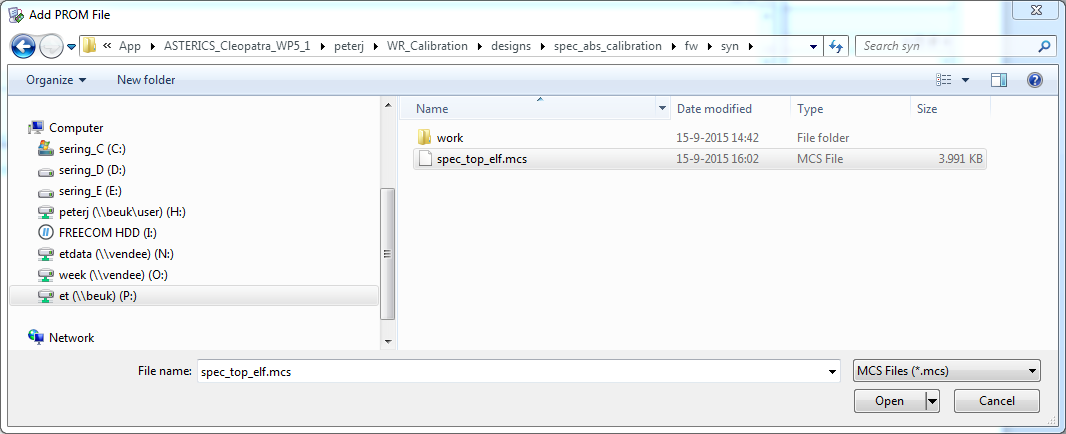 Add PROM File
« App ▸ ASTERICS_Cleopatra_WP5_1 ▸ peterj ▸ WR_Calibration ▸ designs ▸ spec_abs_calibration ▸ fw ▸ syn ▸ Search syn
Organize New folder
Name Date modified Type Size
Computer
sering_C (C:)
sering_D (D:)
sering_E (E:)
peterj (\\beuk\user) (H:)
FREECOM HDD (I:)
etdata (\\vendee) (N:)
week (\\vendee) (O:)
et (\\beuk) (P:)
Network
work 15-9-2015 14:42 File folder
spec_top_elf.mcs 15-9-2015 16:02 MCS File 3.991 KB
File name: spec_top_elf.mcs MCS Files (*.mcs)
Open Cancel